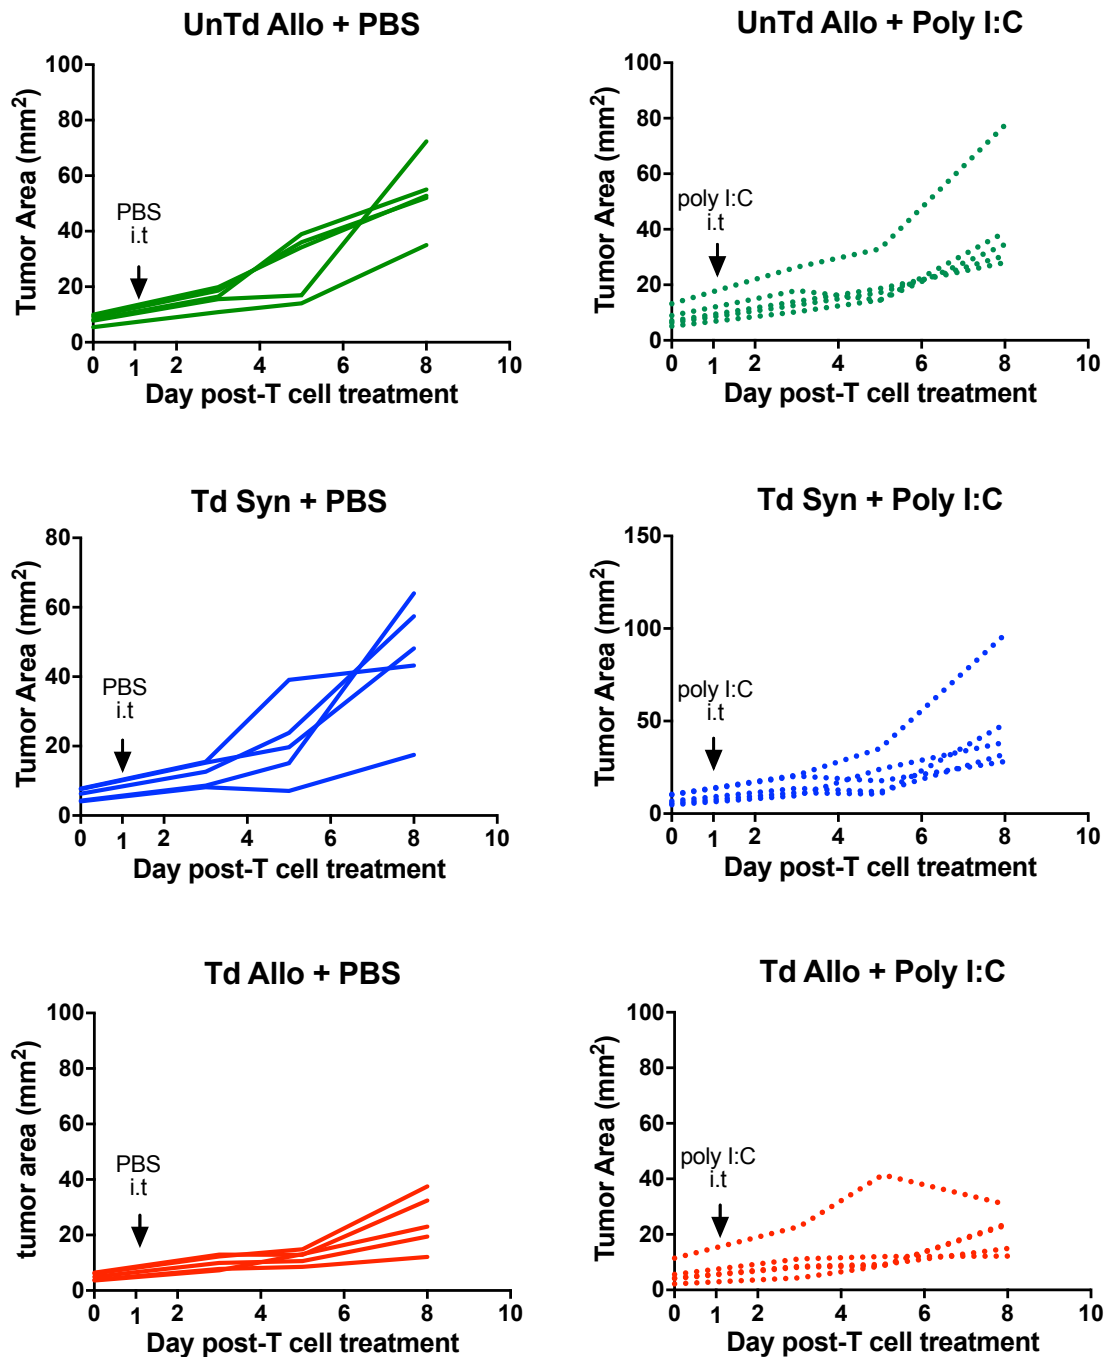 UnTd Allo + PBS
Tumor Area (mm²)
100
80
60
40
20
0
PBS
i.t
0 1 2 4 6 8 10
Day post-T cell treatment
UnTd Allo + Poly I:C
Tumor Area (mm²)
100
80
60
40
20
0
poly I:C
i.t
0 1 2 4 6 8 10
Day post-T cell treatment
Td Syn + PBS
Tumor Area (mm²)
80
60
40
20
0
PBS
i.t
0 1 2 4 6 8 10
Day post-T cell treatment
Td Syn + Poly I:C
Tumor Area (mm²)
150
100
50
0
poly I:C
i.t
0 1 2 4 6 8 10
Day post-T cell treatment
Td Allo + PBS
tumor area (mm²)
100
80
60
40
20
0
PBS
i.t
0 1 2 4 6 8 10
Day post-T cell treatment
Td Allo + Poly I:C
Tumor Area (mm²)
100
80
60
40
20
0
poly I:C
i.t
0 1 2 4 6 8 10
Day post-T cell treatment